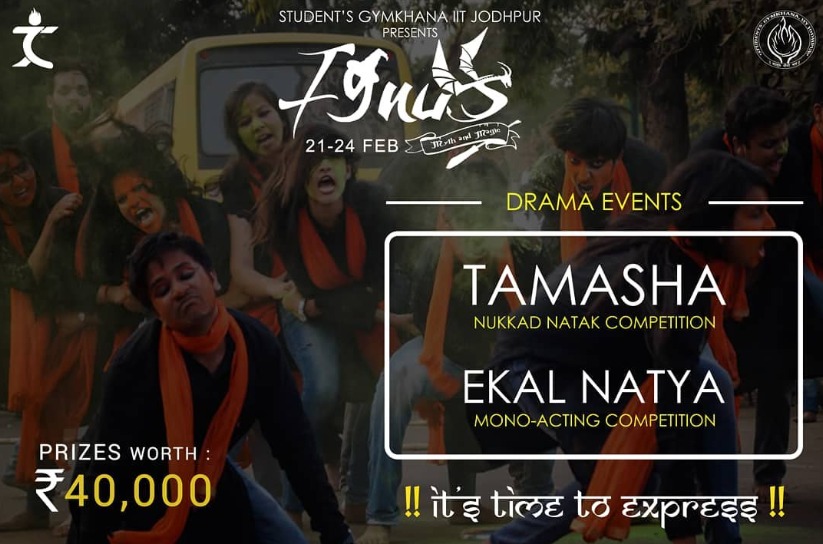 STUDENT'S GYMKHANA IIT JODHPUR
PRESENTS
Ignus
21-24 FEB
Myth and Magic
DRAMA EVENTS
TAMASHA
NUKKAD NATAK COMPETITION
EKAL NATYA
MONO-ACTING COMPETITION
PRIZES WORTH :
₹40,000
!! it's time to express !!